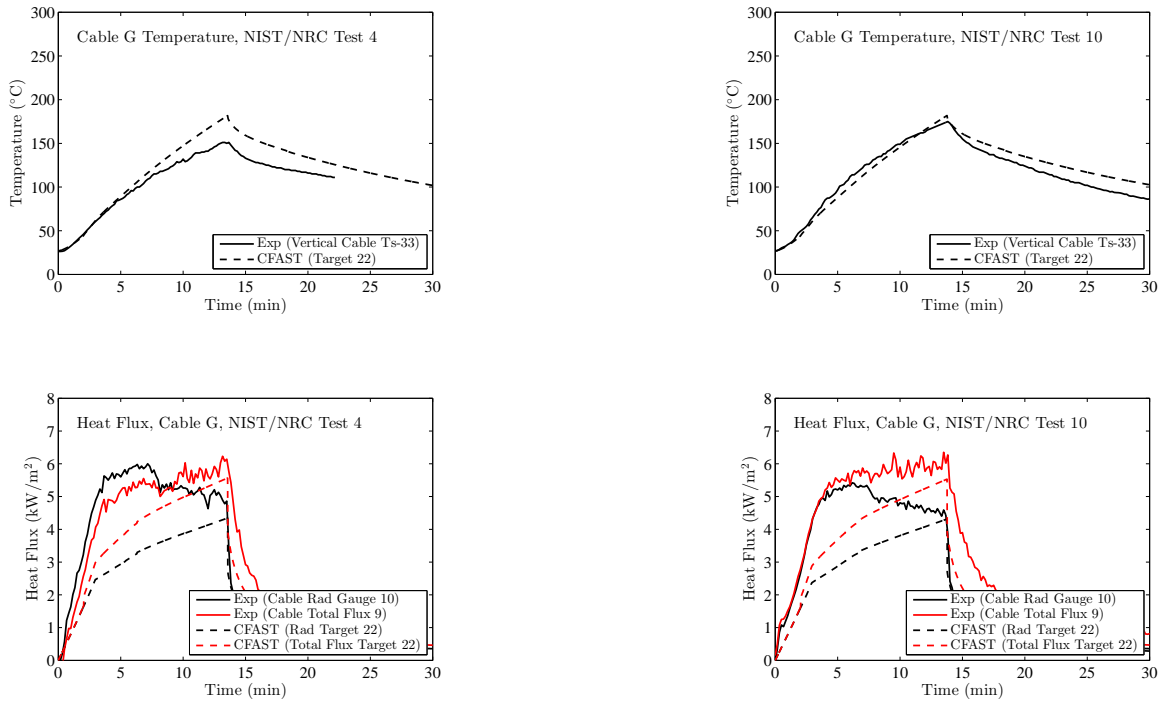 Cable G Temperature, NIST/NRC Test 4
Temperature (°C)
300
250
200
150
100
50
0
Exp (Vertical Cable Ts-33)
CFAST (Target 22)
0 5 10 15 20 25 30
Time (min)
Cable G Temperature, NIST/NRC Test 10
Temperature (°C)
300
250
200
150
100
50
0
Exp (Vertical Cable Ts-33)
CFAST (Target 22)
0 5 10 15 20 25 30
Time (min)
Heat Flux, Cable G, NIST/NRC Test 4
Heat Flux (kW/m²)
8
7
6
5
4
3
2
1
0
Exp (Cable Rad Gauge 10)
Exp (Cable Total Flux 9)
CFAST (Rad Target 22)
CFAST (Total Flux Target 22)
0 5 10 15 20 25 30
Time (min)
Heat Flux, Cable G, NIST/NRC Test 10
Heat Flux (kW/m²)
8
7
6
5
4
3
2
1
0
Exp (Cable Rad Gauge 10)
Exp (Cable Total Flux 9)
CFAST (Rad Target 22)
CFAST (Total Flux Target 22)
0 5 10 15 20 25 30
Time (min)